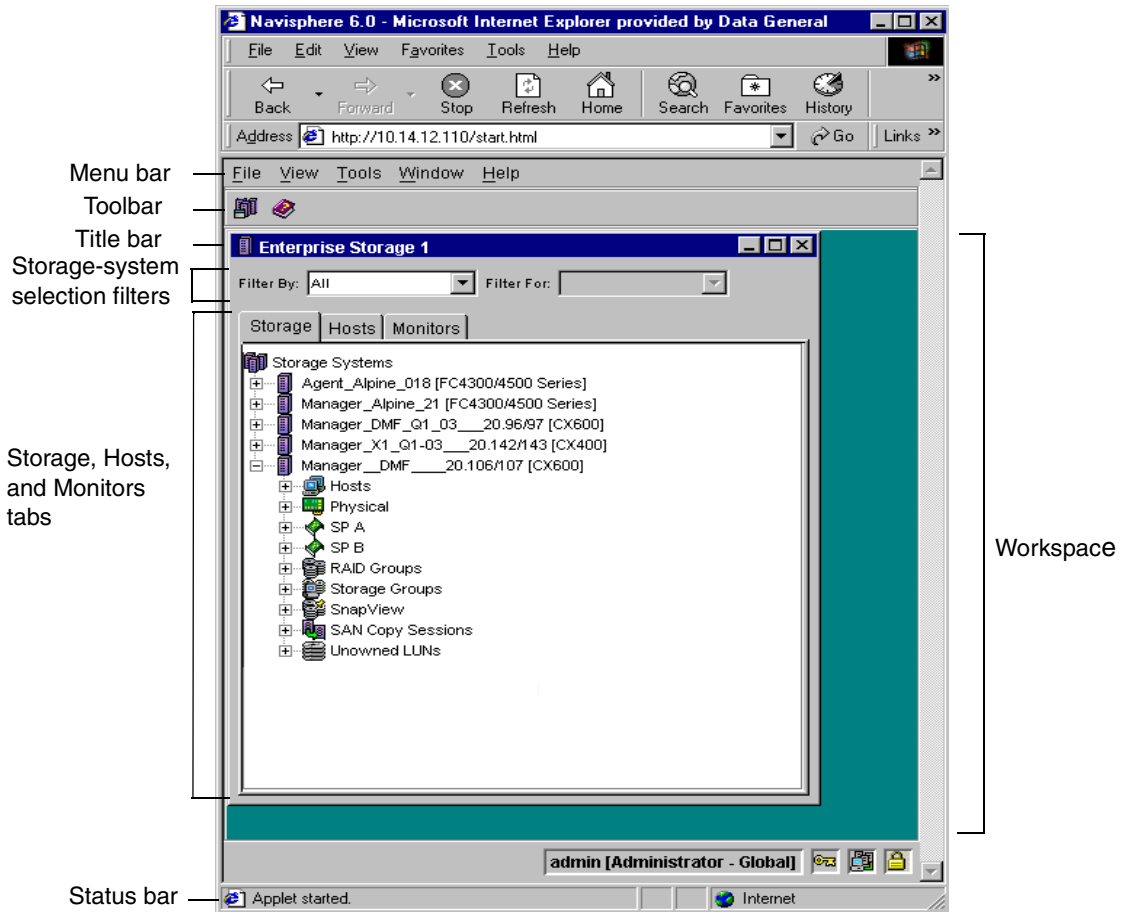 Navisphere 6.0 - Microsoft Internet Explorer provided by Data General
File Edit View Favorites Tools Help
Back Forward Stop Refresh Home Search Favorites History »
Address http://10.14.12.110/start.html Go Links »
Menu bar
File View Tools Window Help
Toolbar
Title bar
Enterprise Storage 1
Storage-system
selection filters
Filter By: All Filter For:
Storage Hosts Monitors
Storage Systems
Agent_Alpine_018 [FC4300/4500 Series]
Manager_Alpine_21 [FC4300/4500 Series]
Manager_DMF_Q1_03___20.96/97 [CX600]
Manager_X1_Q1-03___20.142/143 [CX400]
Manager__DMF____20.106/107 [CX600]
Hosts
Physical
SP A
SP B
RAID Groups
Storage Groups
SnapView
SAN Copy Sessions
Unowned LUNs
Storage, Hosts,
and Monitors
tabs
Workspace
admin [Administrator - Global]
Status bar
Applet started. Internet